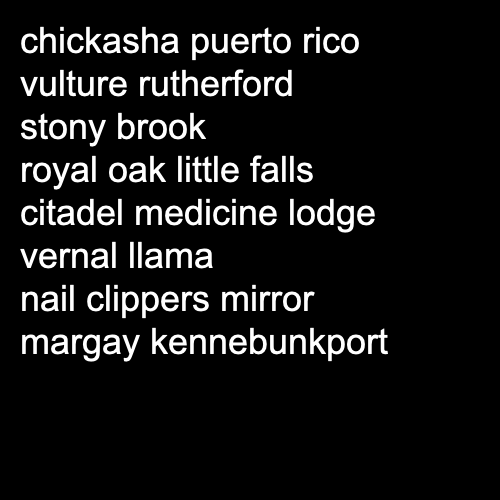 chickasha puerto rico
vulture rutherford
stony brook
royal oak little falls
citadel medicine lodge
vernal llama
nail clippers mirror
margay kennebunkport